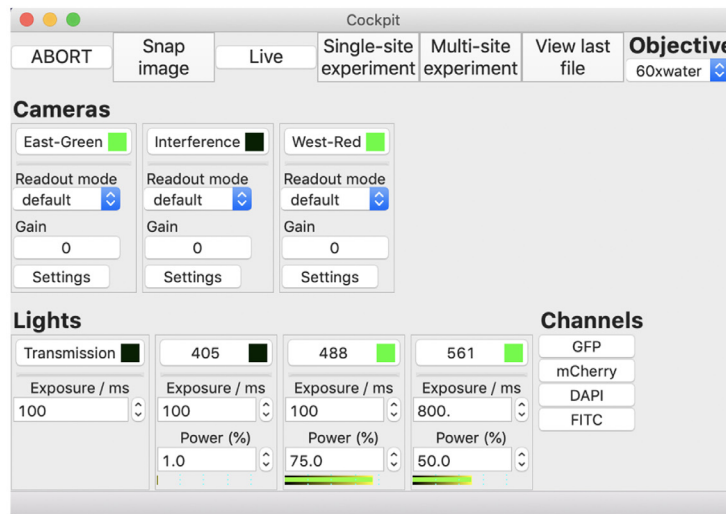 Cockpit
ABORT
Snap
image
Live
Single-site
experiment
Multi-site
experiment
View last
file
Objective
60xwater
Cameras
East-Green
Interference
West-Red
Readout mode
Readout mode
Readout mode
default
default
default
Gain
Gain
Gain
0
0
0
Settings
Settings
Settings
Lights
Channels
Transmission
405
488
561
GFP
mCherry
DAPI
FITC
Exposure / ms
Exposure / ms
Exposure / ms
Exposure / ms
100
100
100
800.
Power (%)
Power (%)
Power (%)
1.0
75.0
50.0